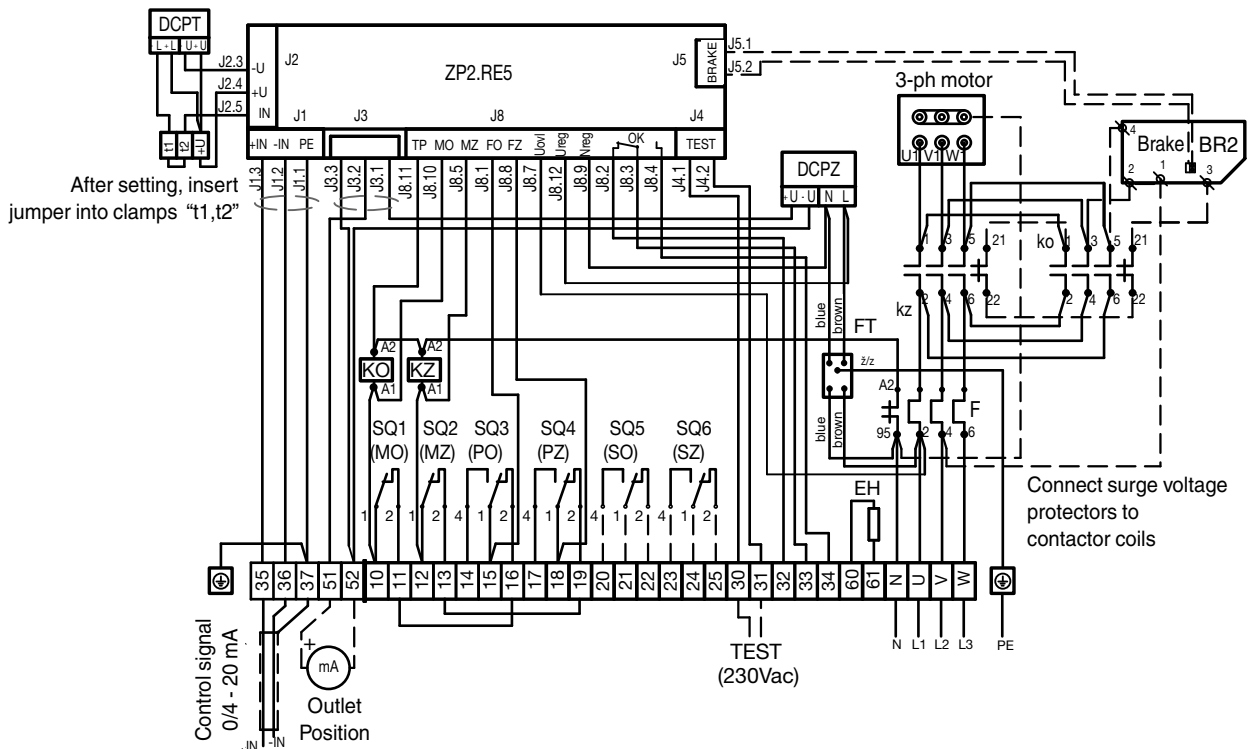 DCPT
- L + L - U + U
J2.3
J2.4
J2.5
-U
+U
IN
J2
ZP2.RE5
J5
BRAKE
J5.1
J5.2
J1
J3
J8
J4
+IN -IN PE
TP MO MZ FO FZ Uovl Ureg Nreg OK
TEST
t1 t2 +U
After setting, insert
jumper into clamps “t1,t2”
J1.3 J1.2 J1.1 J3.3 J3.2 J3.1 J8.11 J8.10 J8.5 J8.1 J8.8 J8.7 J8.12 J8.9 J8.2 J8.3 J8.4 J4.1 J4.2
DCPZ
+U - U N L
3-ph motor
U1 V1 W1
Brake BR2
4
2 1 3
1 3 5 21
ko
1 3 5 21
kz
2 4 6 22
2 4 6 22
blue brown
FT
ž/z
A2 A2
KO KZ
A1 A1
A2
F
95 2 4 6
blue brown
SQ1 SQ2 SQ3 SQ4 SQ5 SQ6
(MO) (MZ) (PO) (PZ) (SO) (SZ)
1 2 1 2 4 1 2 4 1 2 4 1 2 4 1 2
EH
Connect surge voltage
protectors to
contactor coils
35 36 37 51 52 10 11 12 13 14 15 16 17 18 19 20 21 22 23 24 25 30 31 32 33 34 60 61 N U V W
N L1 L2 L3 PE
TEST
(230Vac)
Control signal
0/4 - 20 mA
+
mA
Outlet
Position
-IN